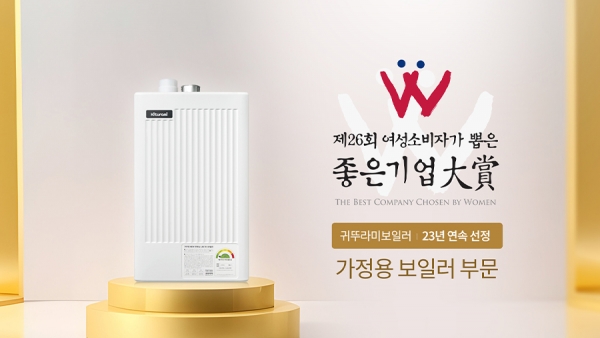 제26회 여성소비자가 뽑은
좋은기업大賞
THE BEST COMPANY CHOSEN BY WOMEN
귀뚜라미보일러 | 23년 연속 선정
가정용 보일러 부문